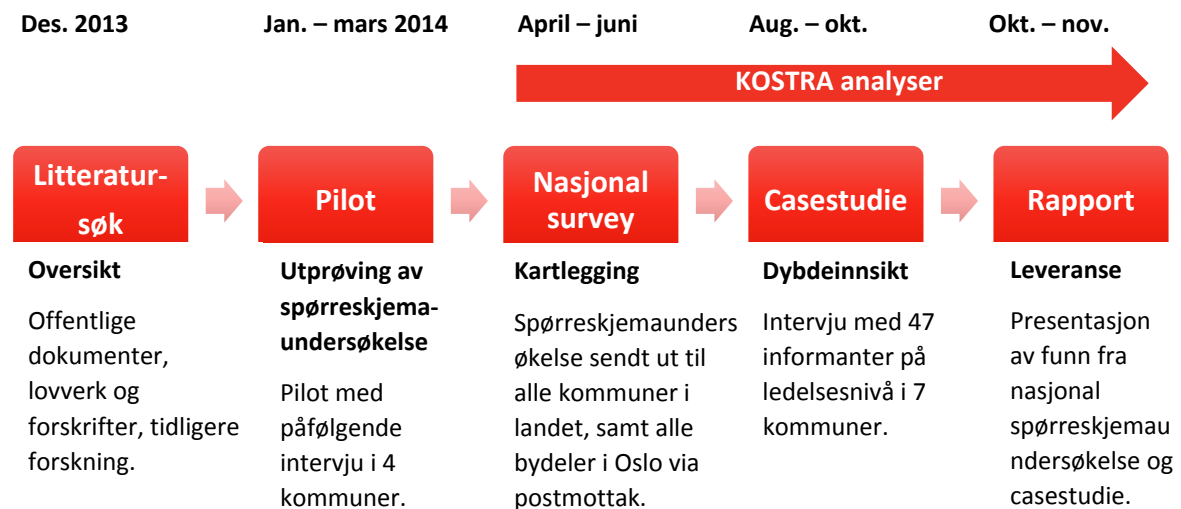 Des. 2013
Jan. – mars 2014
April – juni
Aug. – okt.
Okt. – nov.
KOSTRA analyser
Litteratur-
søk
Pilot
Nasjonal
survey
Casestudie
Rapport
Oversikt
Offentlige
dokumenter,
lovverk og
forskrifter, tidligere
forskning.
Utprøving av
spørreskjema-
undersøkelse
Pilot med
påfølgende
intervju i 4
kommuner.
Kartlegging
Spørreskjemaunders
økelse sendt ut til
alle kommuner i
landet, samt alle
bydeler i Oslo via
postmottak.
Dybdeinnsikt
Intervju med 47
informanter på
ledelsesnivå i 7
kommuner.
Leveranse
Presentasjon
av funn fra
nasjonal
spørreskjemau
ndersøkelse og
casestudie.